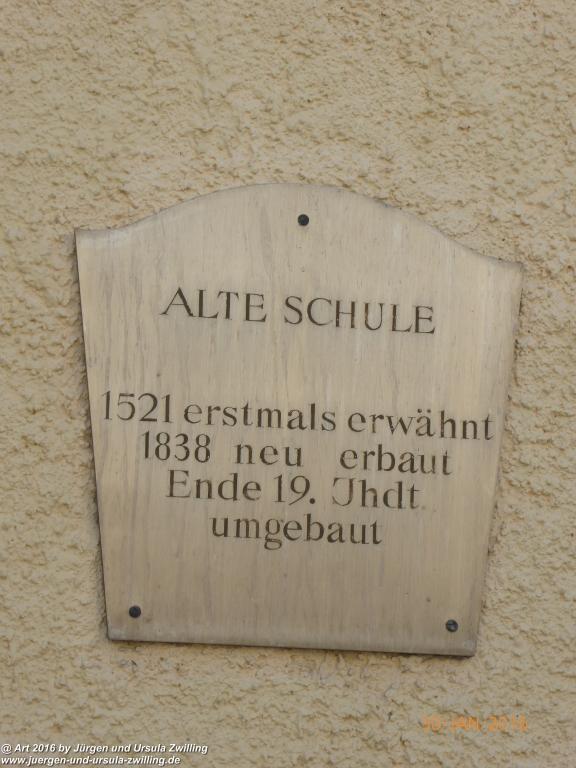 ALTE SCHULE
1521 erstmals erwähnt
1838 neu erbaut
Ende 19. Jhdt
umgebaut
30 JAN 2016
@ Art 2016 by Jürgen und Ursula Zwilling
www.juergen-und-ursula-zwilling.de